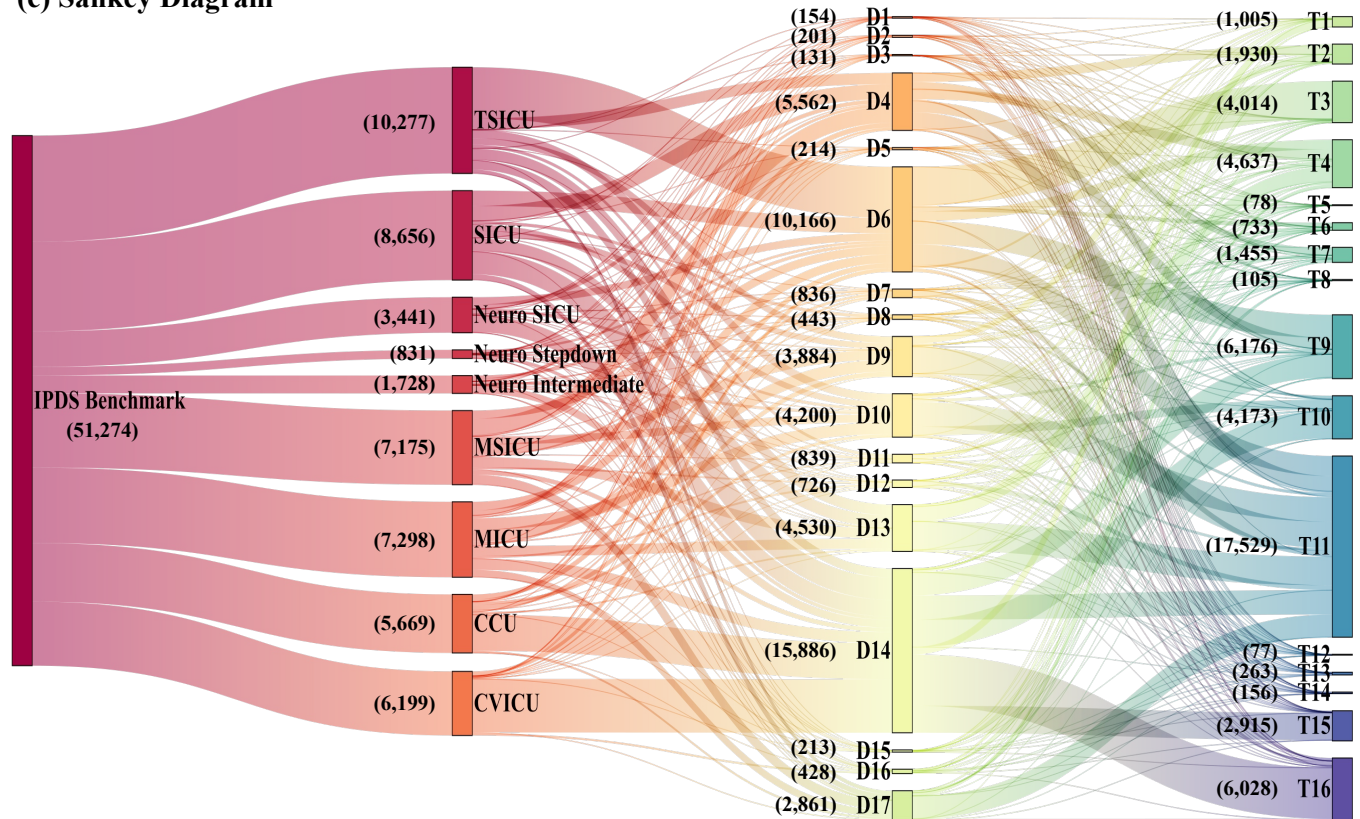 (c) Sankey Diagram
IPDS Benchmark
(51,274)
(10,277) TSICU
(8,656) SICU
(3,441) Neuro SICU
(831) Neuro Stepdown
(1,728) Neuro Intermediate
(7,175) MSICU
(7,298) MICU
(5,669) CCU
(6,199) CVICU
(154) D1
(201) D2
(131) D3
(5,562) D4
(214) D5
(10,166) D6
(836) D7
(443) D8
(3,884) D9
(4,200) D10
(839) D11
(726) D12
(4,530) D13
(15,886) D14
(213) D15
(428) D16
(2,861) D17
(1,005) T1
(1,930) T2
(4,014) T3
(4,637) T4
(78) T5
(733) T6
(1,455) T7
(105) T8
(6,176) T9
(4,173) T10
(17,529) T11
(77) T12
(263) T13
(156) T14
(2,915) T15
(6,028) T16